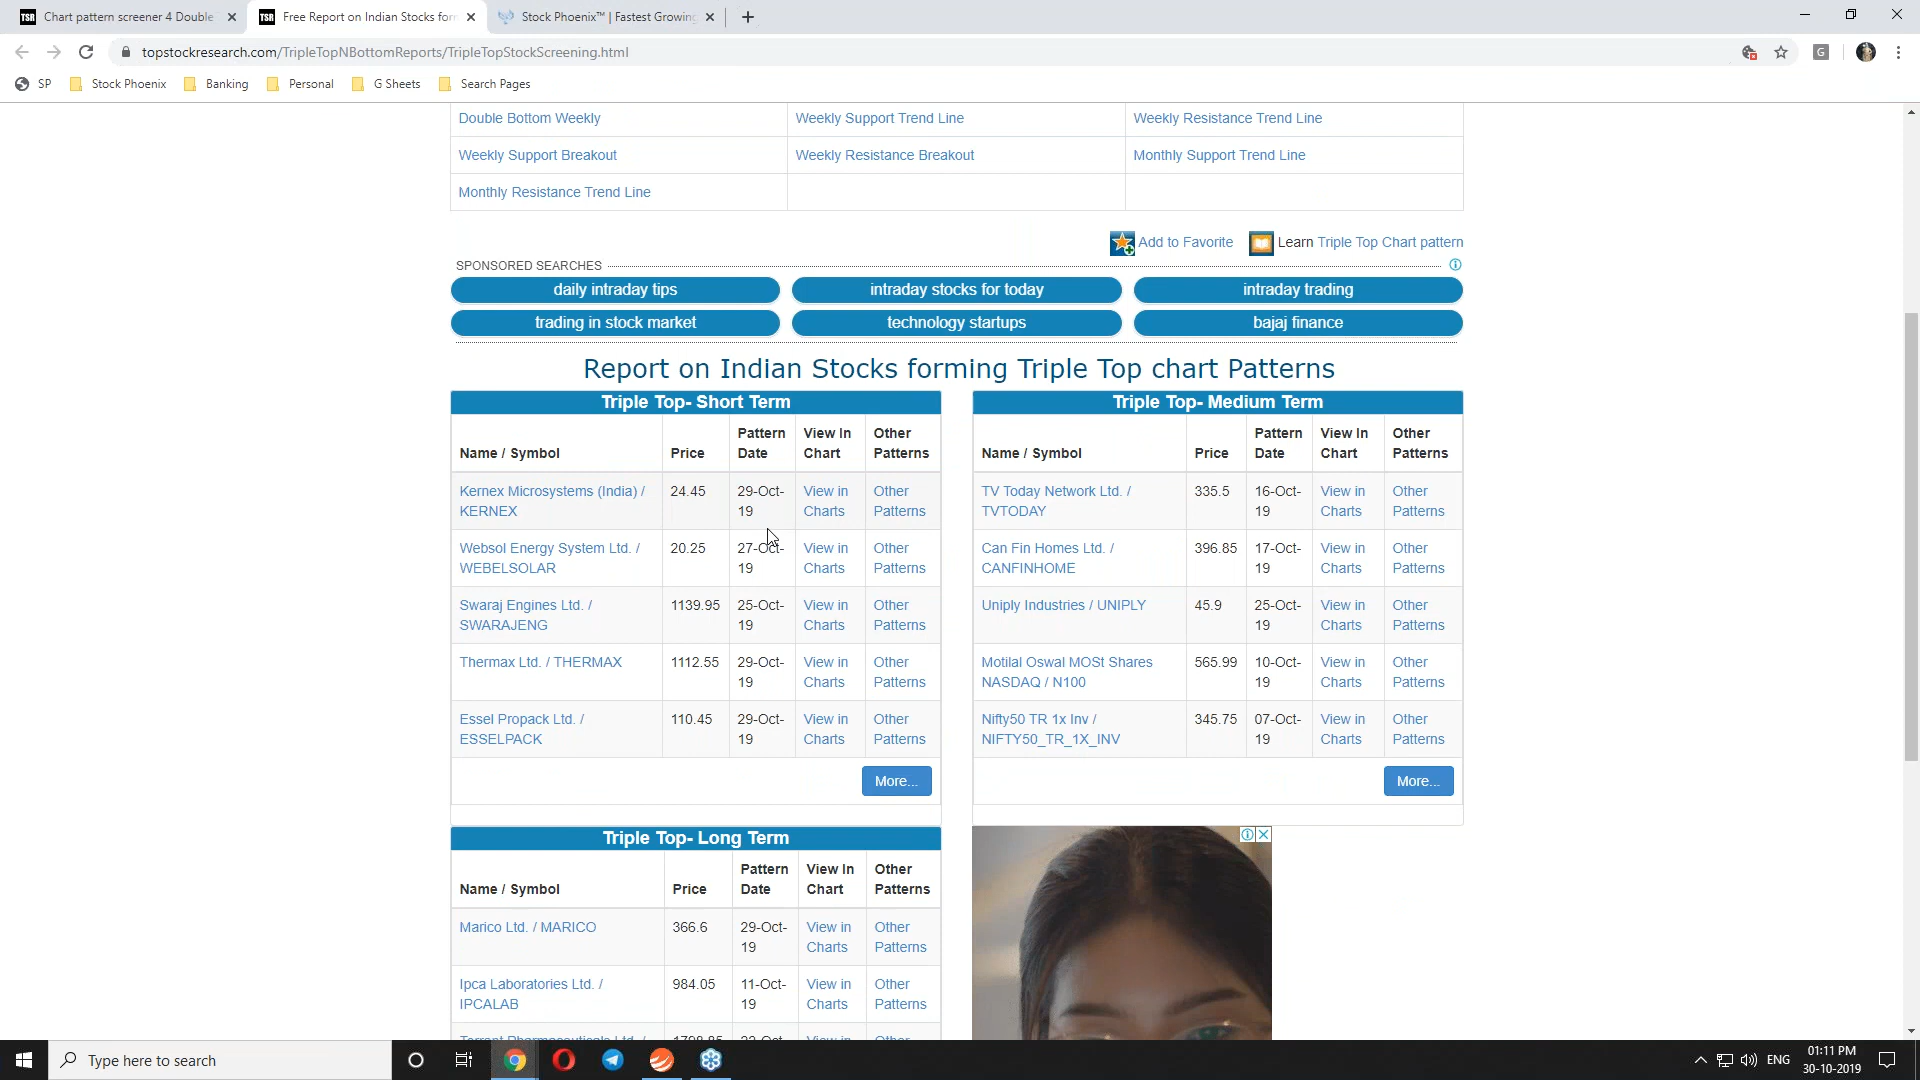 Chart pattern screener 4 Double
Free Report on Indian Stocks for
Stock Phoenix™ | Fastest Growing
topstockresearch.com/TripleTopNBottomReports/TripleTopStockScreening.html
SP
Stock Phoenix
Banking
Personal
G Sheets
Search Pages
Double Bottom Weekly Weekly Support Trend Line Weekly Resistance Trend Line
Weekly Support Breakout Weekly Resistance Breakout Monthly Support Trend Line
Monthly Resistance Trend Line
Add to Favorite Learn Triple Top Chart pattern
SPONSORED SEARCHES
daily intraday tips intraday stocks for today intraday trading
trading in stock market technology startups bajaj finance
Report on Indian Stocks forming Triple Top chart Patterns
Triple Top- Short Term
Name / Symbol Price Pattern Date View In Chart Other Patterns
Kernex Microsystems (India) / KERNEX 24.45 29-Oct-19 View in Charts Other Patterns
Websol Energy System Ltd. / WEBELSOLAR 20.25 27-Oct-19 View in Charts Other Patterns
Swaraj Engines Ltd. / SWARAJENG 1139.95 25-Oct-19 View in Charts Other Patterns
Thermax Ltd. / THERMAX 1112.55 29-Oct-19 View in Charts Other Patterns
Essel Propack Ltd. / ESSELPACK 110.45 29-Oct-19 View in Charts Other Patterns
More...
Triple Top- Medium Term
Name / Symbol Price Pattern Date View In Chart Other Patterns
TV Today Network Ltd. / TVTODAY 335.5 16-Oct-19 View in Charts Other Patterns
Can Fin Homes Ltd. / CANFINHOME 396.85 17-Oct-19 View in Charts Other Patterns
Uniply Industries / UNIPLY 45.9 25-Oct-19 View in Charts Other Patterns
Motilal Oswal MOSt Shares NASDAQ / N100 565.99 10-Oct-19 View in Charts Other Patterns
Nifty50 TR 1x Inv / NIFTY50_TR_1X_INV 345.75 07-Oct-19 View in Charts Other Patterns
More...
Triple Top- Long Term
Name / Symbol Price Pattern Date View In Chart Other Patterns
Marico Ltd. / MARICO 366.6 29-Oct-19 View in Charts Other Patterns
Ipca Laboratories Ltd. / IPCALAB 984.05 11-Oct-19 View in Charts Other Patterns
Type here to search
ENG
01:11 PM
30-10-2019